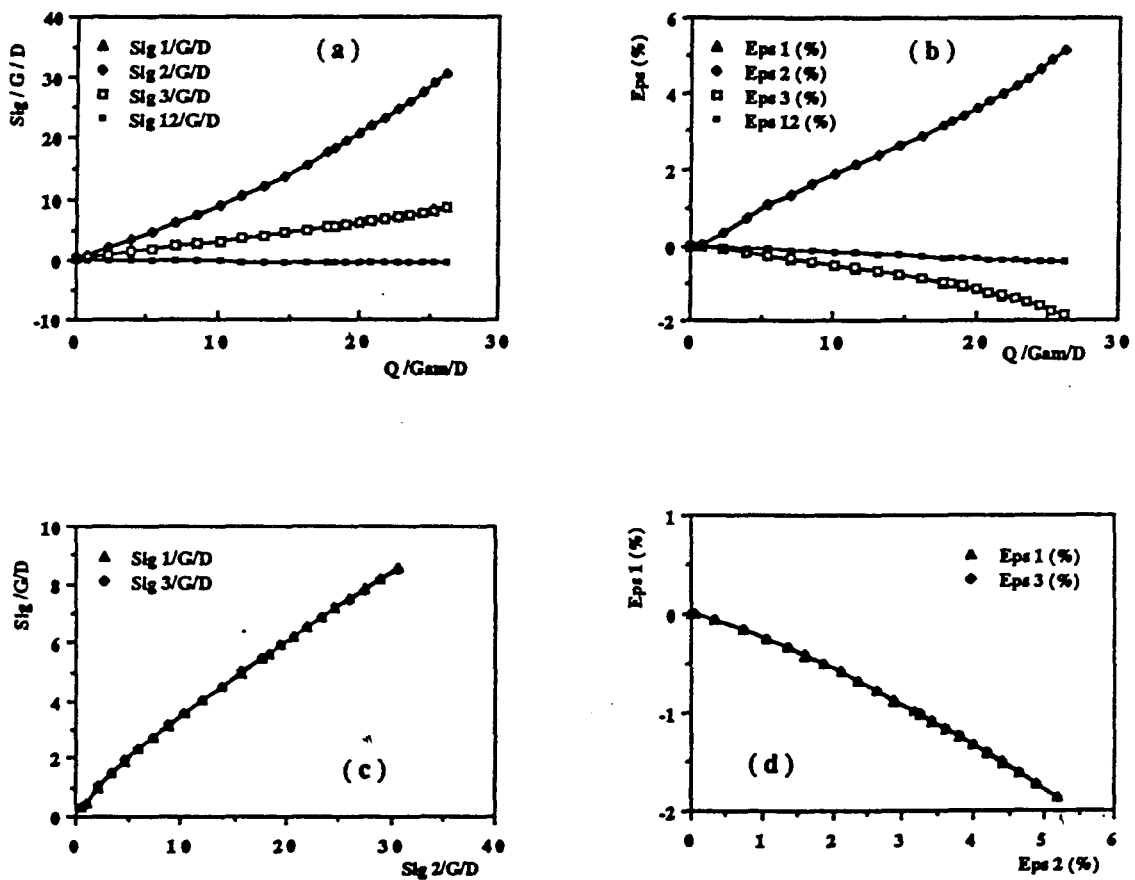 40
30
20
10
0
-10
Sig / G / D
Sig 1/G/D
Sig 2/G/D
Sig 3/G/D
Sig 12/G/D
(a)
0 10 20 30
Q /Gam/D
6
4
2
0
-2
Eps (%)
Eps 1 (%)
Eps 2 (%)
Eps 3 (%)
Eps 12 (%)
(b)
0 10 20 30
Q /Gam/D
10
8
6
4
2
0
Sig /G/D
Sig 1/G/D
Sig 3/G/D
(c)
0 10 20 30 40
Sig 2/G/D
1
0
-1
-2
Eps 1 (%)
Eps 1 (%)
Eps 3 (%)
(d)
0 1 2 3 4 5 6
Eps 2 (%)